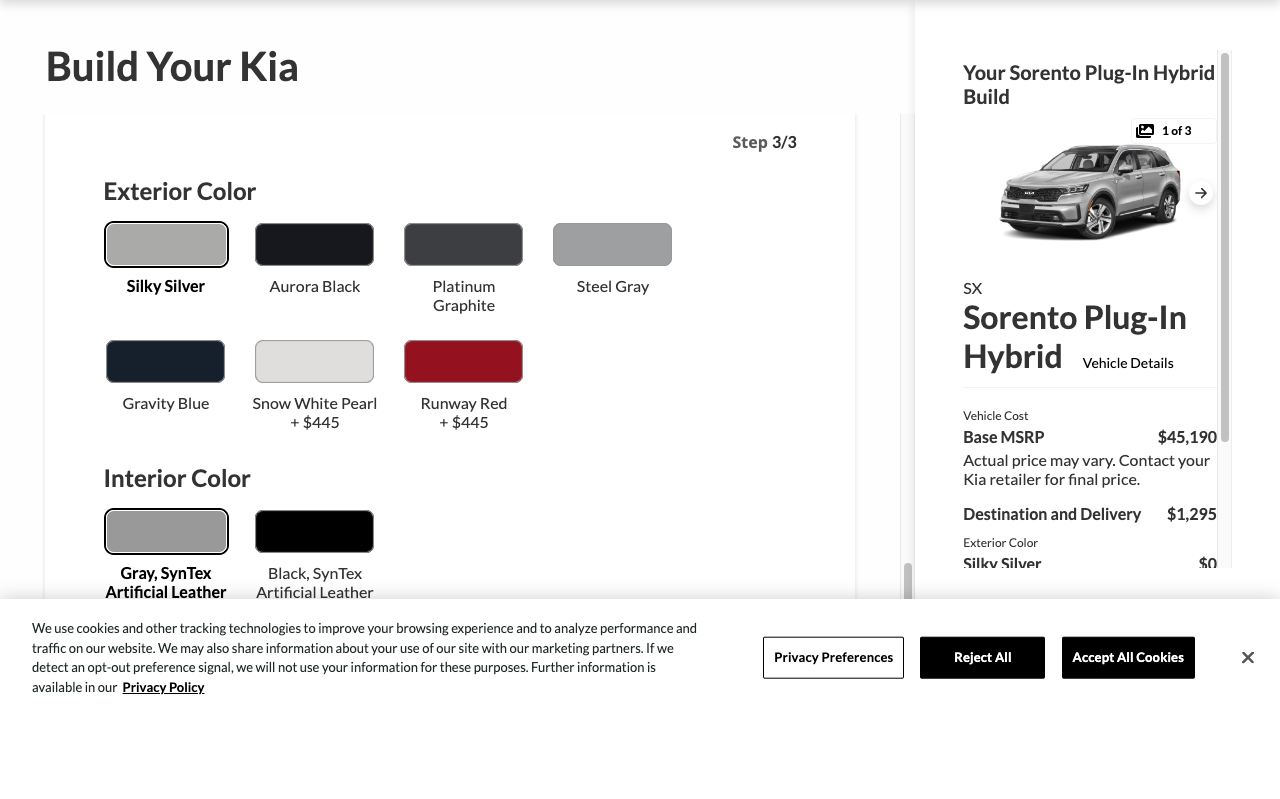 Build Your Kia
Step 3/3
Exterior Color
Silky Silver
Aurora Black
Platinum
Graphite
Steel Gray
Gravity Blue
Snow White Pearl
+ $445
Runway Red
+ $445
Interior Color
Gray, SynTex
Artificial Leather
Black, SynTex
Artificial Leather
Your Sorento Plug-In Hybrid
Build
1 of 3
SX
Sorento Plug-In
Hybrid
Vehicle Details
Vehicle Cost
Base MSRP $45,190
Actual price may vary. Contact your
Kia retailer for final price.
Destination and Delivery $1,295
Exterior Color
Silky Silver $0
We use cookies and other tracking technologies to improve your browsing experience and to analyze performance and
traffic on our website. We may also share information about your use of our site with our marketing partners. If we
detect an opt-out preference signal, we will not use your information for these purposes. Further information is
available in our Privacy Policy
Privacy Preferences
Reject All
Accept All Cookies